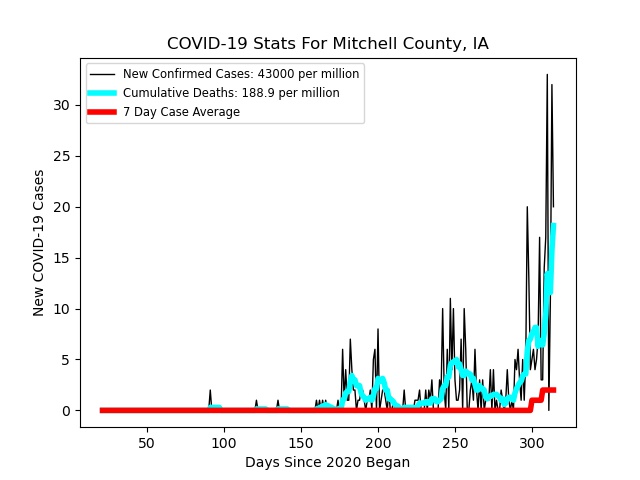 COVID-19 Stats For Mitchell County, IA
New Confirmed Cases: 43000 per million
Cumulative Deaths: 188.9 per million
7 Day Case Average
New COVID-19 Cases
30
25
20
15
10
5
0
50 100 150 200 250 300
Days Since 2020 Began